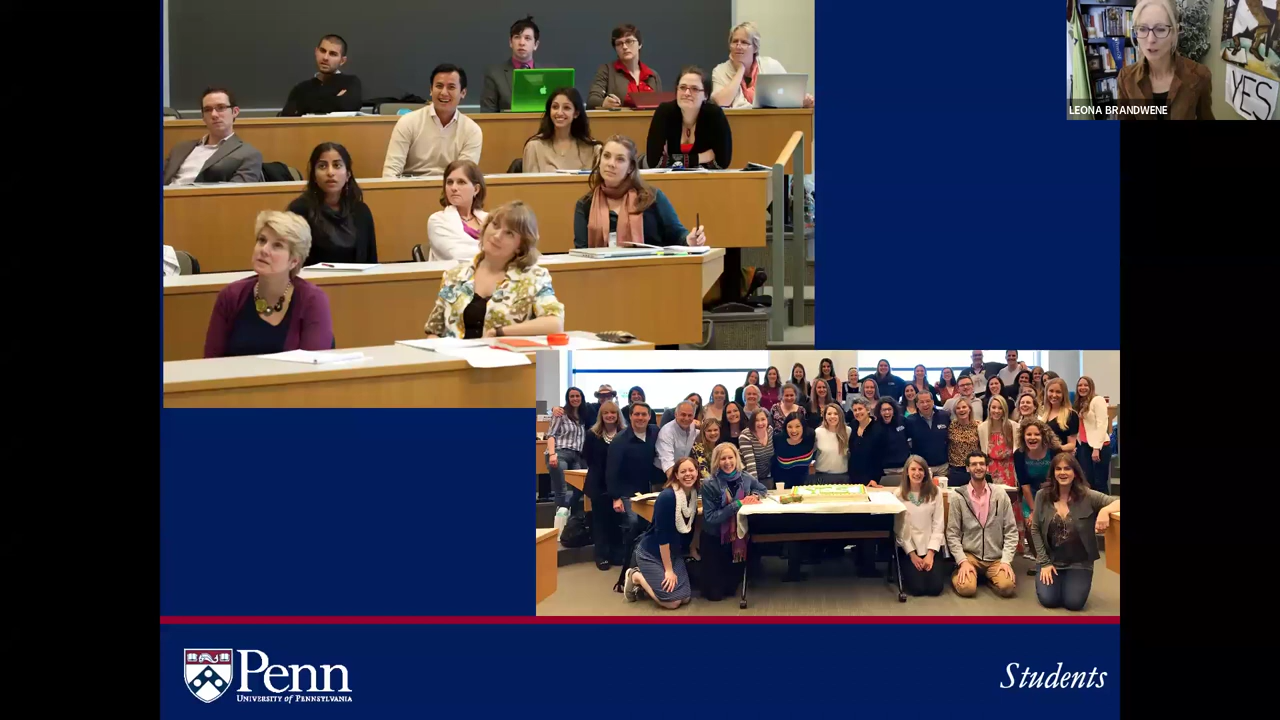 YES
LEONA BRANDWENE
Penn
UNIVERSITY of PENNSYLVANIA
Students